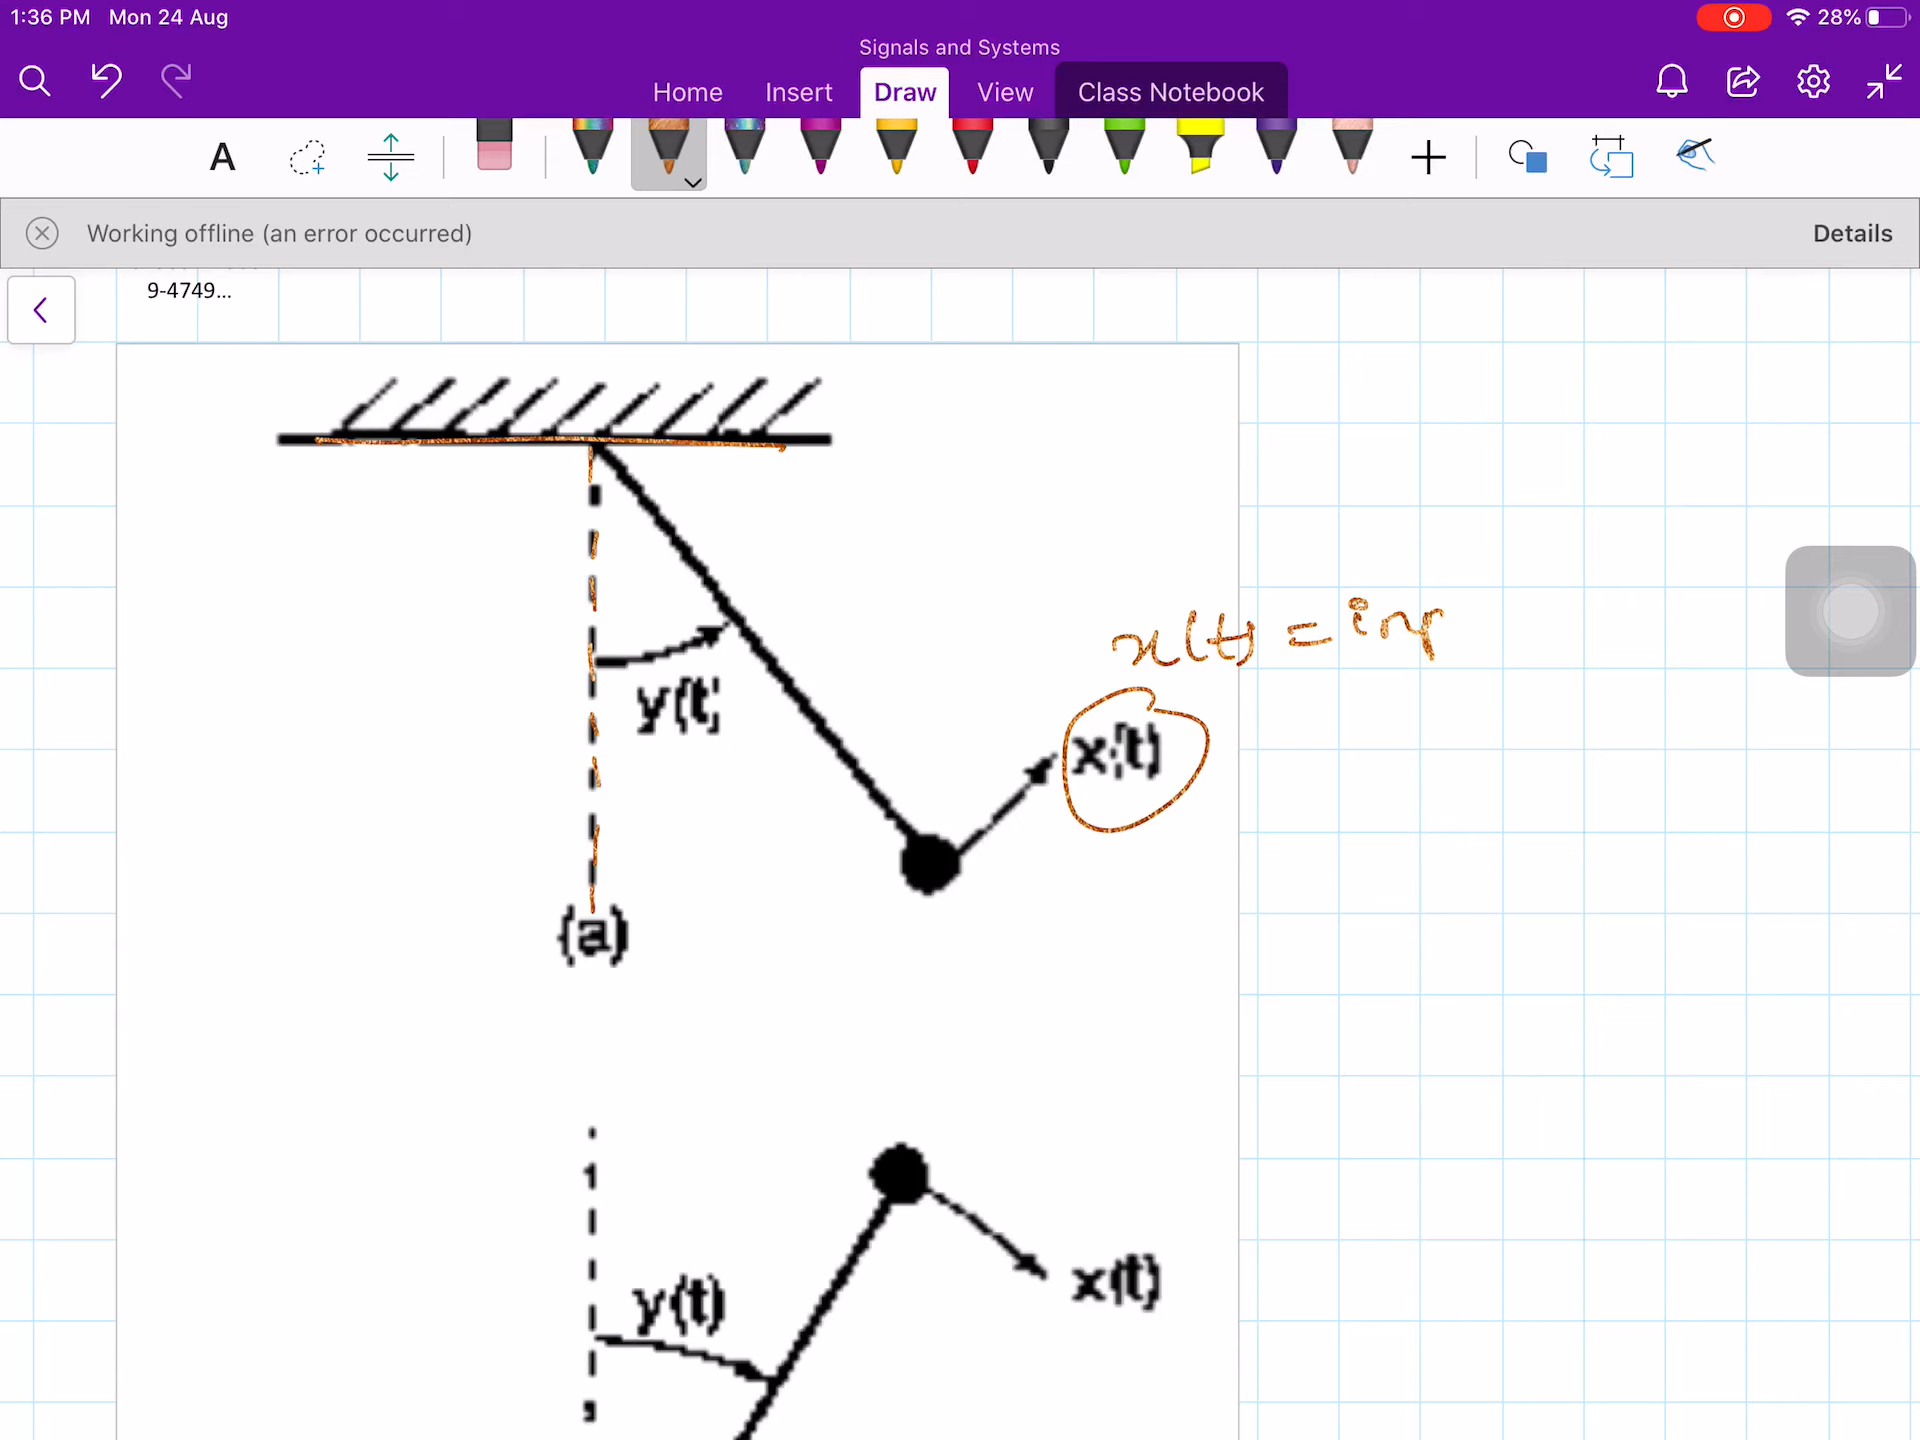 1:36 PM Mon 24 Aug
28%
Signals and Systems
Home Insert Draw View Class Notebook
A
Working offline (an error occurred) Details
9-4749...
x(t) = inp
y(t)
x(t)
(a)
y(t)
x(t)